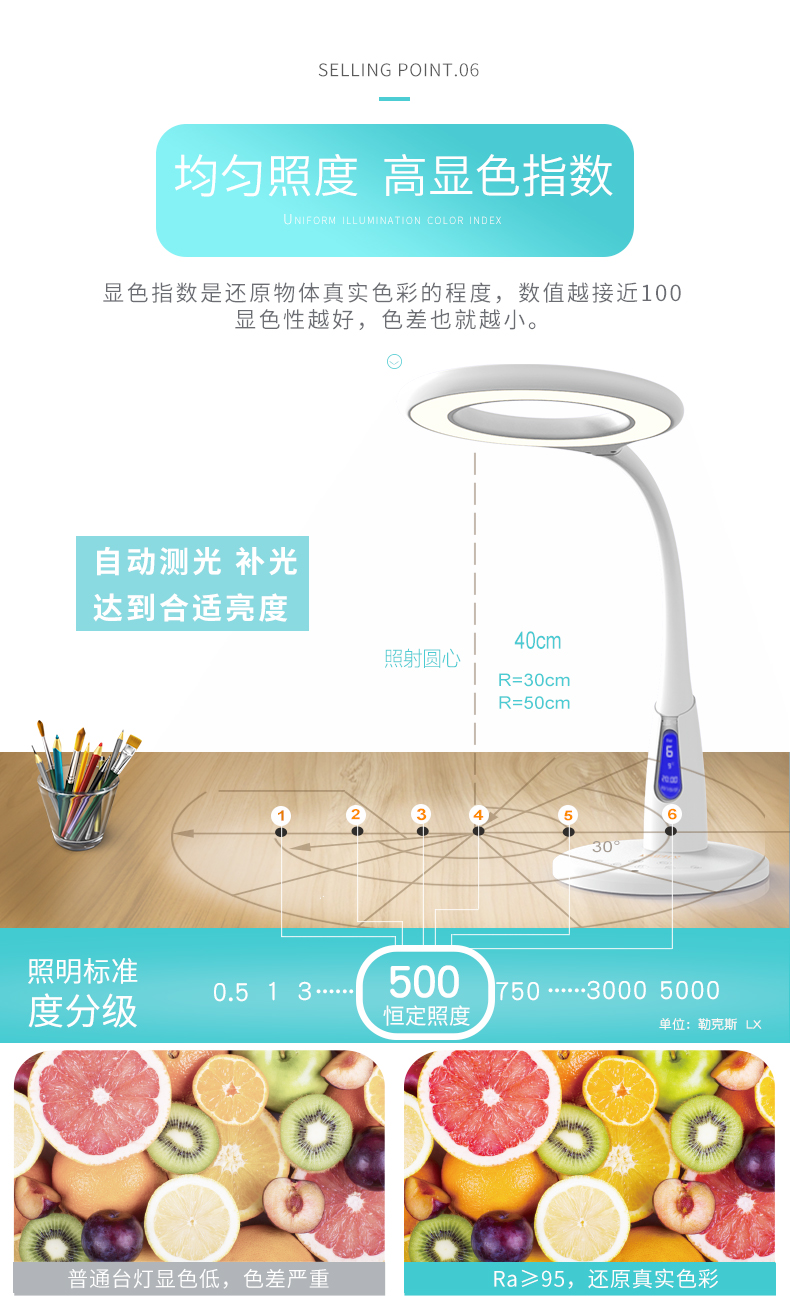 SELLING POINT.06
均匀照度 高显色指数
UNIFORM ILLUMINATION COLOR INDEX
显色指数是还原物体真实色彩的程度，数值越接近100
显色性越好，色差也就越小。
自动测光 补光
达到合适亮度
照射圆心
40cm
R=30cm
R=50cm
6
20:00
1 2 3 4 5 6
30°
照明标准
度分级
0.5 1 3······ 500 750 ······3000 5000
恒定照度
单位：勒克斯 LX
普通台灯显色低，色差严重
Ra≥95，还原真实色彩